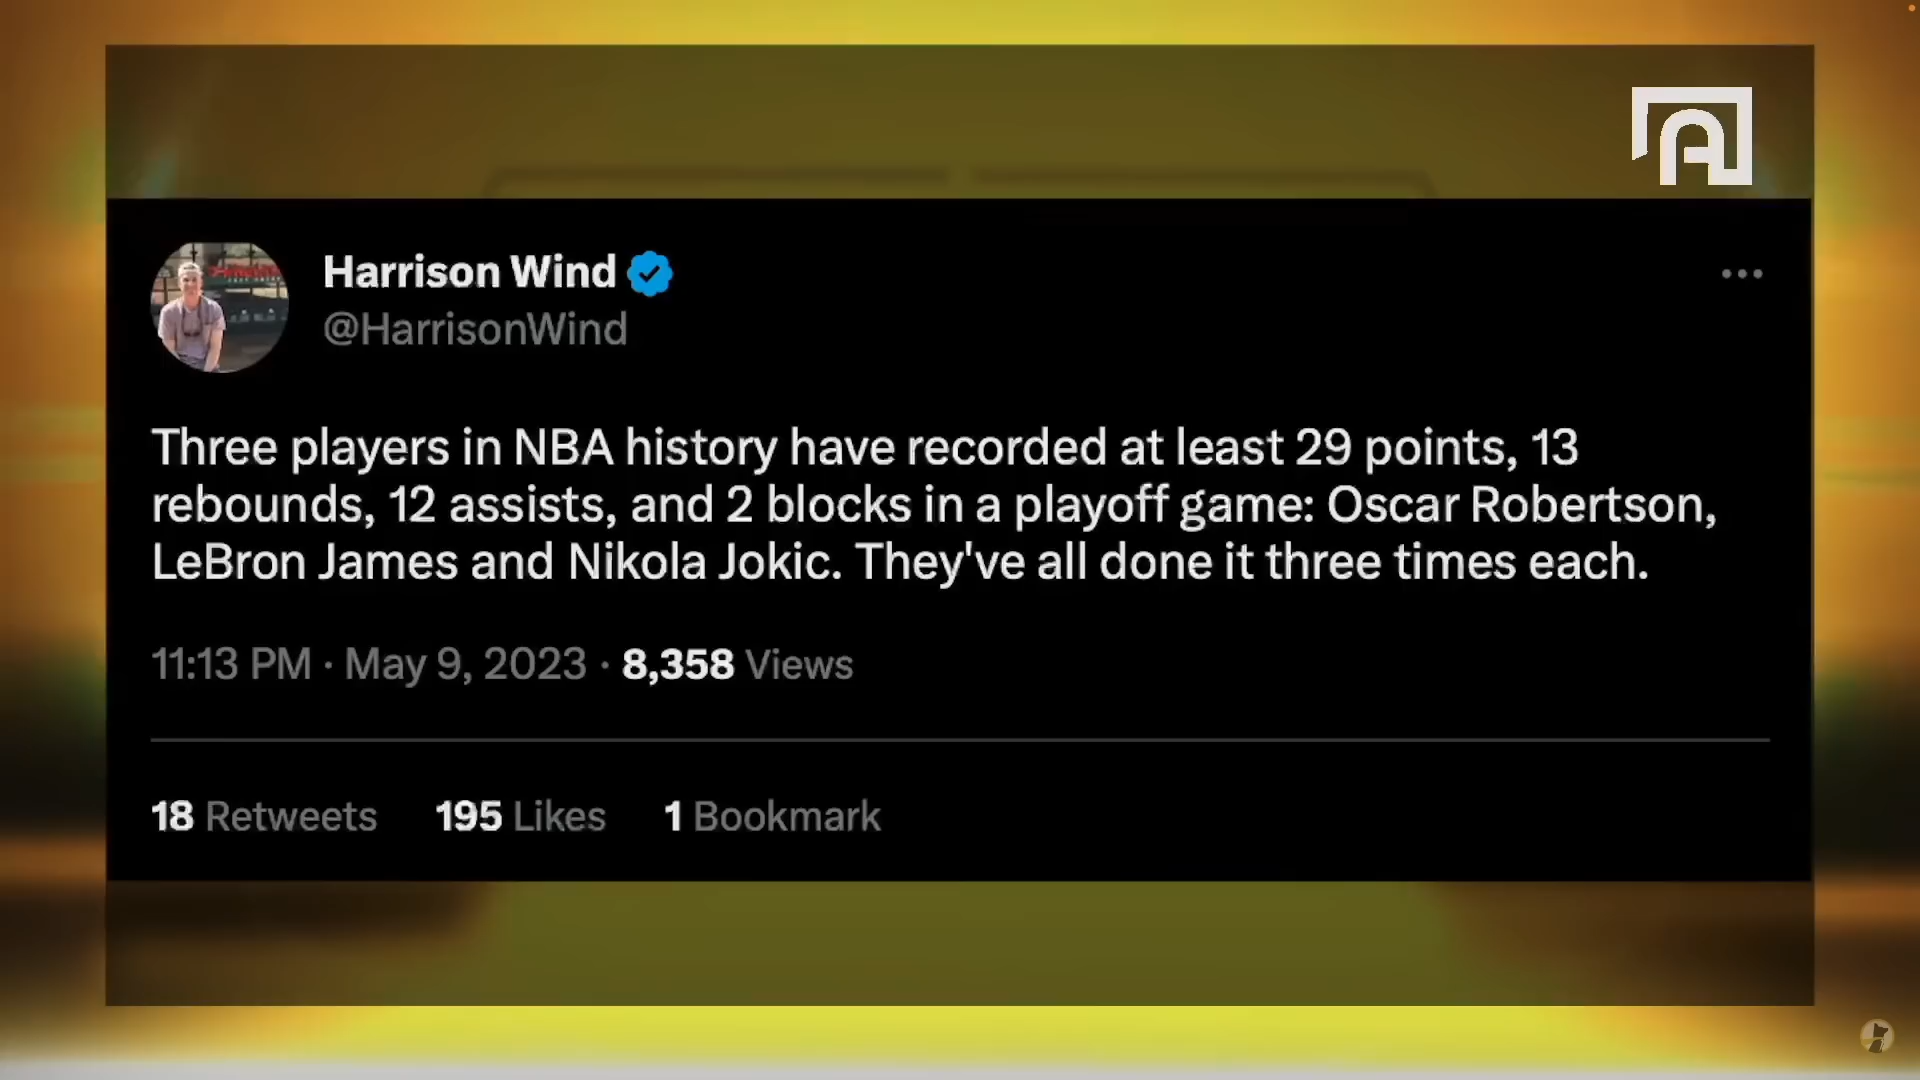 Harrison Wind
@HarrisonWind
Three players in NBA history have recorded at least 29 points, 13
rebounds, 12 assists, and 2 blocks in a playoff game: Oscar Robertson,
LeBron James and Nikola Jokic. They've all done it three times each.
11:13 PM · May 9, 2023 · 8,358 Views
18 Retweets 195 Likes 1 Bookmark